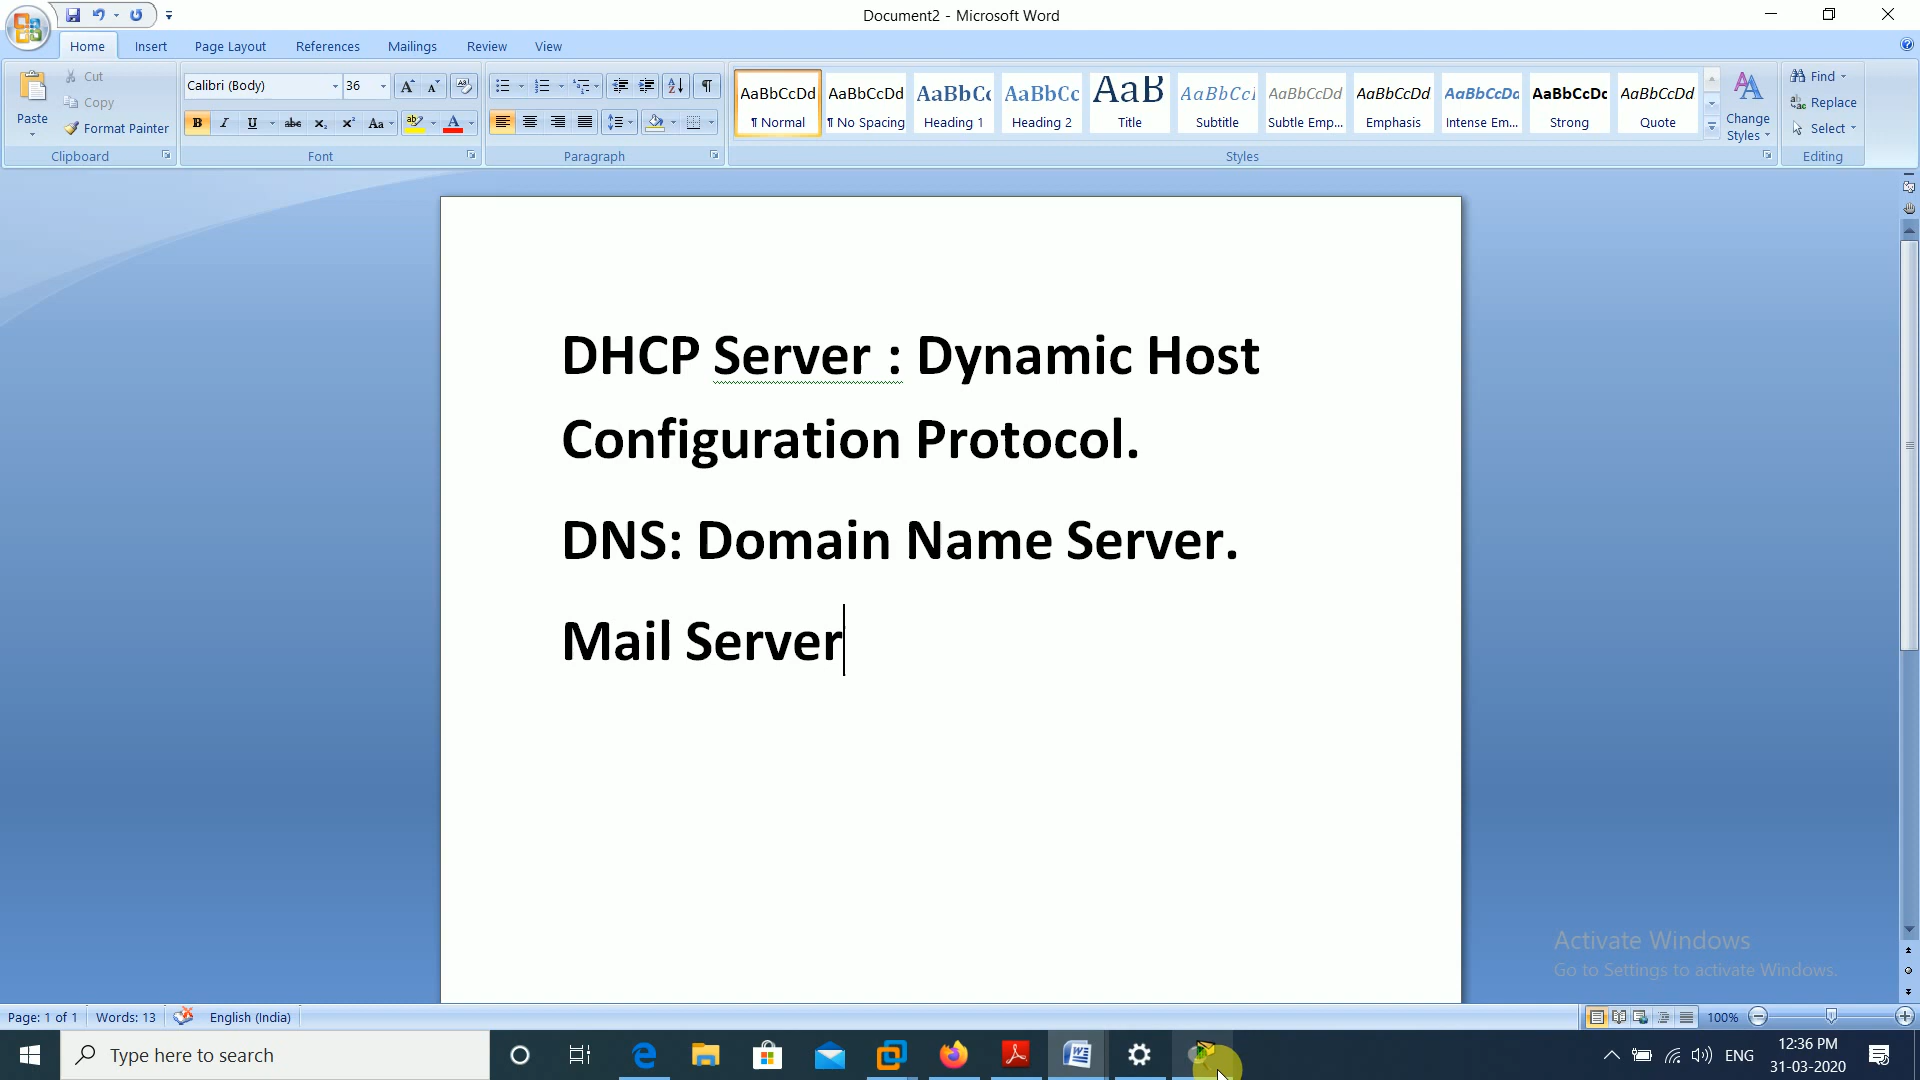 Document2 - Microsoft Word
Home Insert Page Layout References Mailings Review View
Cut
Copy
Format Painter
Paste
Clipboard
Calibri (Body) 36
Font
Paragraph
AaBbCcDd AaBbCcDd AaBbCc AaBbCc AaB AaBbCcl AaBbCcDd AaBbCcDd AaBbCcDd AaBbCcDc AaBbCcDd
¶ Normal ¶ No Spacing Heading 1 Heading 2 Title Subtitle Subtle Emp... Emphasis Intense Em... Strong Quote
Styles
Change Styles
Find
Replace
Select
Editing
DHCP Server : Dynamic Host
Configuration Protocol.
DNS: Domain Name Server.
Mail Server
Activate Windows
Go to Settings to activate Windows.
Page: 1 of 1 Words: 13 English (India) 100%
Type here to search
ENG
12:36 PM
31-03-2020